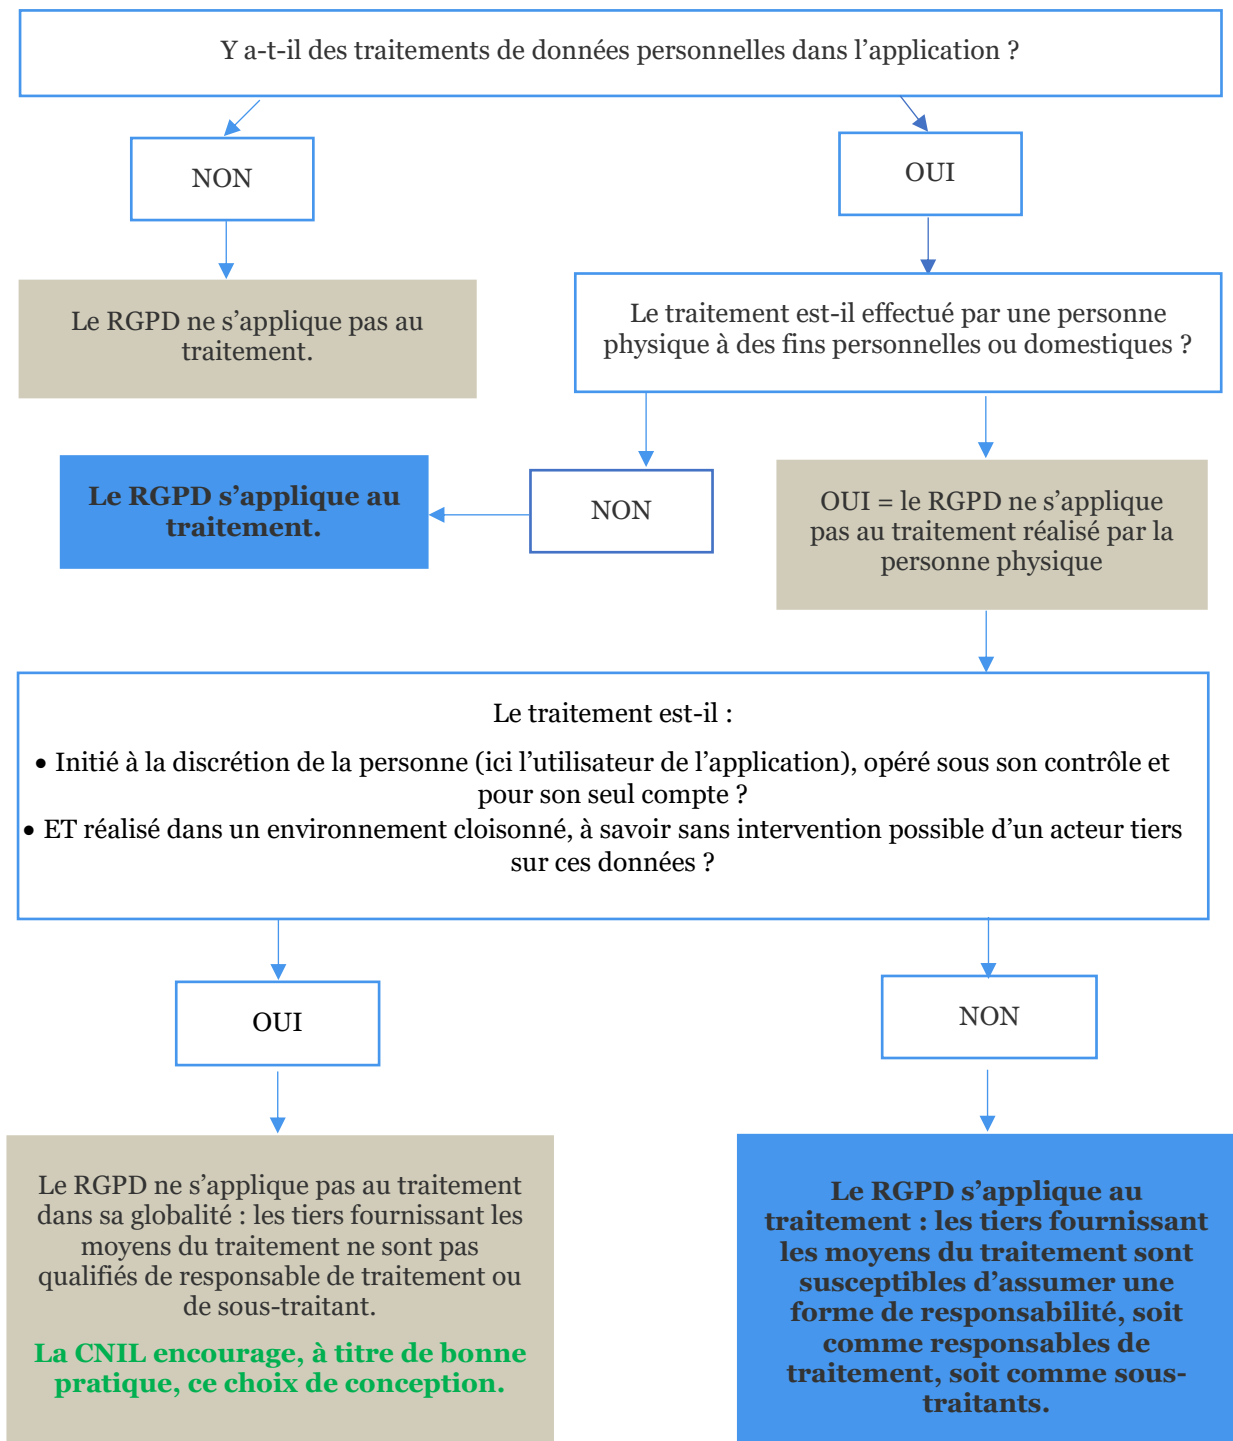 Y a-t-il des traitements de données personnelles dans l’application ?
NON
OUI
Le RGPD ne s’applique pas au
traitement.
Le traitement est-il effectué par une personne
physique à des fins personnelles ou domestiques ?
Le RGPD s’applique au
traitement.
NON
OUI = le RGPD ne s’applique
pas au traitement réalisé par la
personne physique
Le traitement est-il :
• Initié à la discrétion de la personne (ici l’utilisateur de l’application), opéré sous son contrôle et
pour son seul compte ?
• ET réalisé dans un environnement cloisonné, à savoir sans intervention possible d’un acteur tiers
sur ces données ?
OUI
NON
Le RGPD ne s’applique pas au traitement
dans sa globalité : les tiers fournissant les
moyens du traitement ne sont pas
qualifiés de responsable de traitement ou
de sous-traitant.
La CNIL encourage, à titre de bonne
pratique, ce choix de conception.
Le RGPD s’applique au
traitement : les tiers fournissant
les moyens du traitement sont
susceptibles d’assumer une
forme de responsabilité, soit
comme responsables de
traitement, soit comme sous-
traitants.